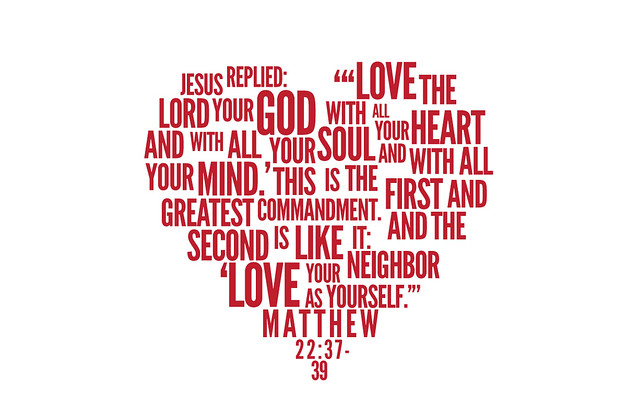 JESUS REPLIED: “‘“LOVE THE
LORD YOUR GOD WITH ALL YOUR HEART
AND WITH ALL YOUR SOUL AND WITH ALL
YOUR MIND.’ THIS IS THE FIRST AND
GREATEST COMMANDMENT. AND THE
SECOND IS LIKE IT:
‘LOVE YOUR NEIGHBOR
AS YOURSELF.’”
MATTHEW
22:37-
39